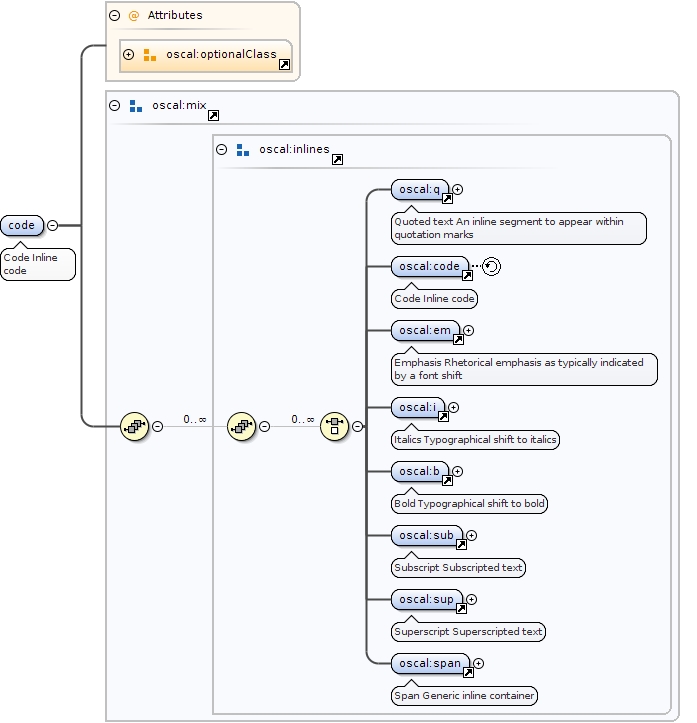 Attributes
oscal:optionalClass
oscal:mix
oscal:inlines
oscal:q
Quoted text An inline segment to appear within
quotation marks
code
Code Inline
code
oscal:code
Code Inline code
oscal:em
Emphasis Rhetorical emphasis as typically indicated
by a font shift
oscal:i
0..∞
0..∞
Italics Typographical shift to italics
oscal:b
Bold Typographical shift to bold
oscal:sub
Subscript Subscripted text
oscal:sup
Superscript Superscripted text
oscal:span
Span Generic inline container